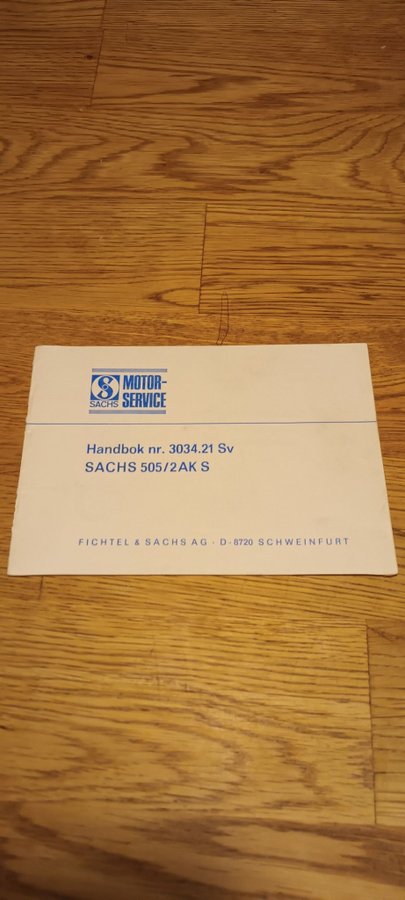 SACHS
MOTOR-
SERVICE
Handbok nr. 3034.21 Sv
SACHS 505/2AK S
FICHTEL & SACHS AG · D-8720 SCHWEINFURT